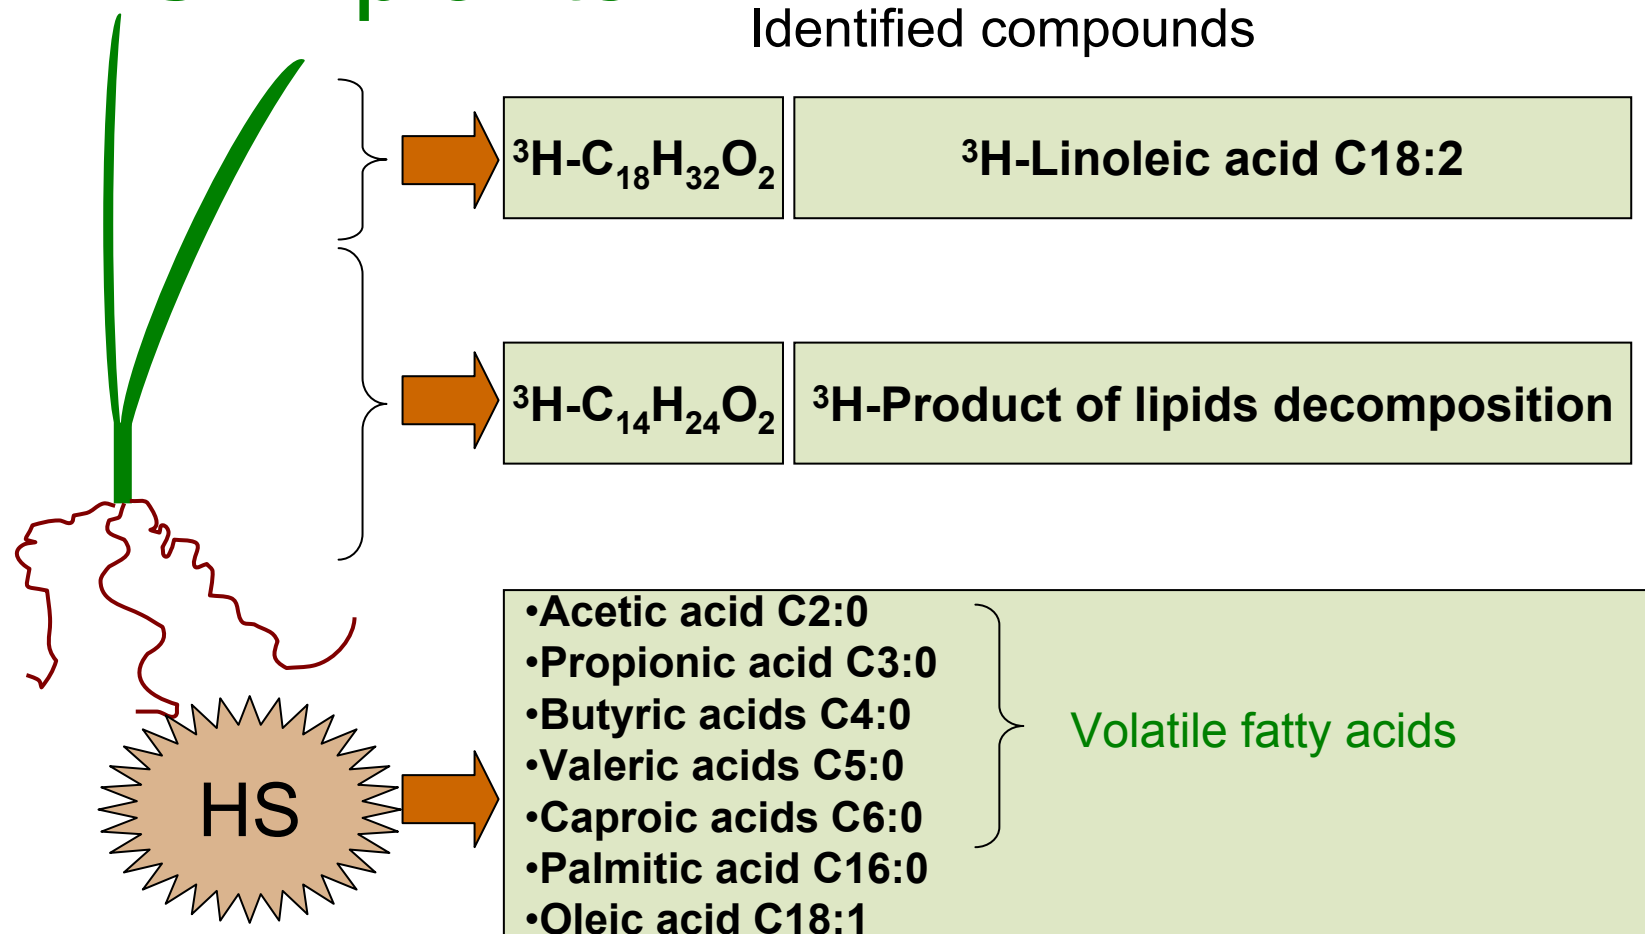 Identified compounds
³H-C₁₈H₃₂O₂
³H-Linoleic acid C18:2
³H-C₁₄H₂₄O₂
³H-Product of lipids decomposition
•Acetic acid C2:0
•Propionic acid C3:0
•Butyric acids C4:0
•Valeric acids C5:0
•Caproic acids C6:0
•Palmitic acid C16:0
•Oleic acid C18:1
Volatile fatty acids
HS